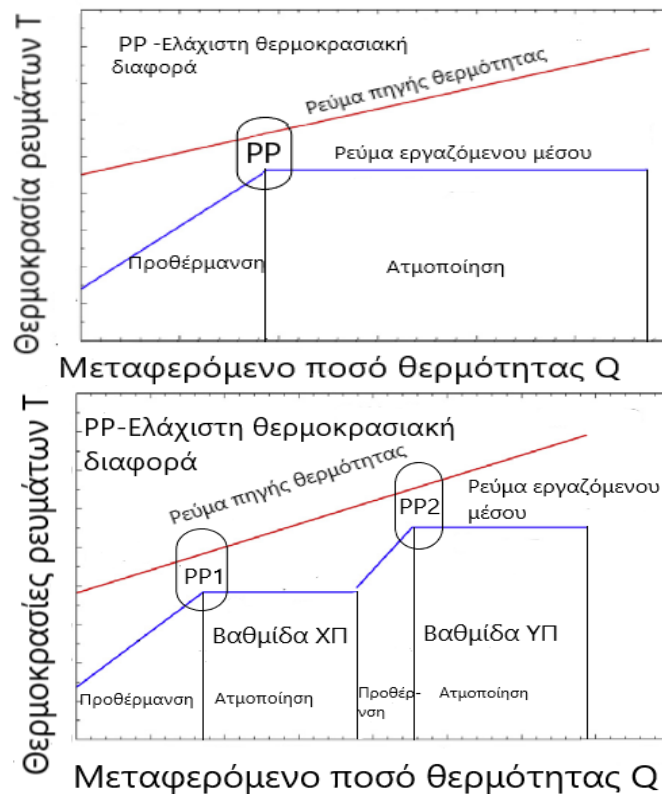 PP -Ελάχιστη θερμοκρασιακή
διαφορά
Ρεύμα πηγής θερμότητας
PP
Ρεύμα εργαζόμενου μέσου
Προθέρμανση
Ατμοποίηση
Θερμοκρασία ρευμάτων T
Μεταφερόμενο ποσό θερμότητας Q
PP-Ελάχιστη θερμοκρασιακή
διαφορά
Ρεύμα πηγής θερμότητας
PP2
Ρεύμα εργαζομενου
μέσου
PP1
Βαθμίδα ΧΠ
Βαθμίδα ΥΠ
Προθέρμανση
Ατμοποίηση
Προθέρ-
νση
Ατμοποίηση
Θερμοκρασίες ρευμάτων T
Μεταφερόμενο ποσό θερμότητας Q